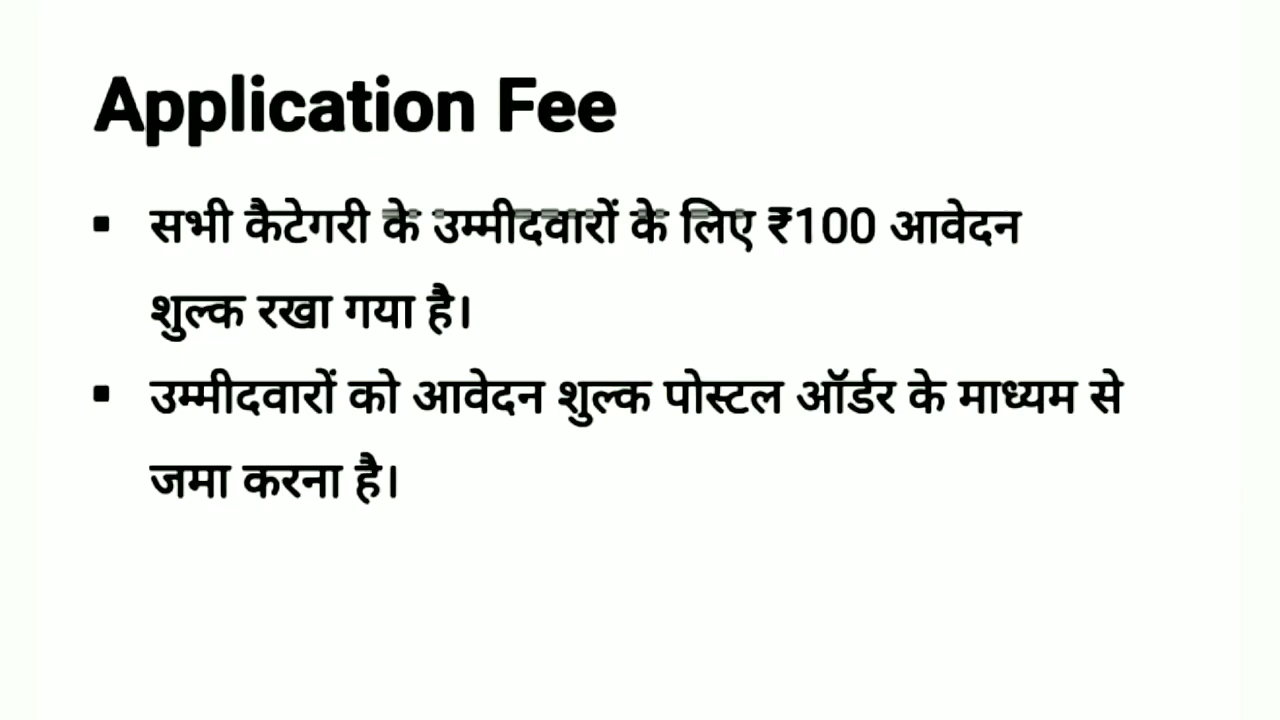 Application Fee
▪ सभी कैटेगरी के उम्मीदवारों के लिए ₹100 आवेदन
शुल्क रखा गया है।
▪ उम्मीदवारों को आवेदन शुल्क पोस्टल ऑर्डर के माध्यम से
जमा करना है।